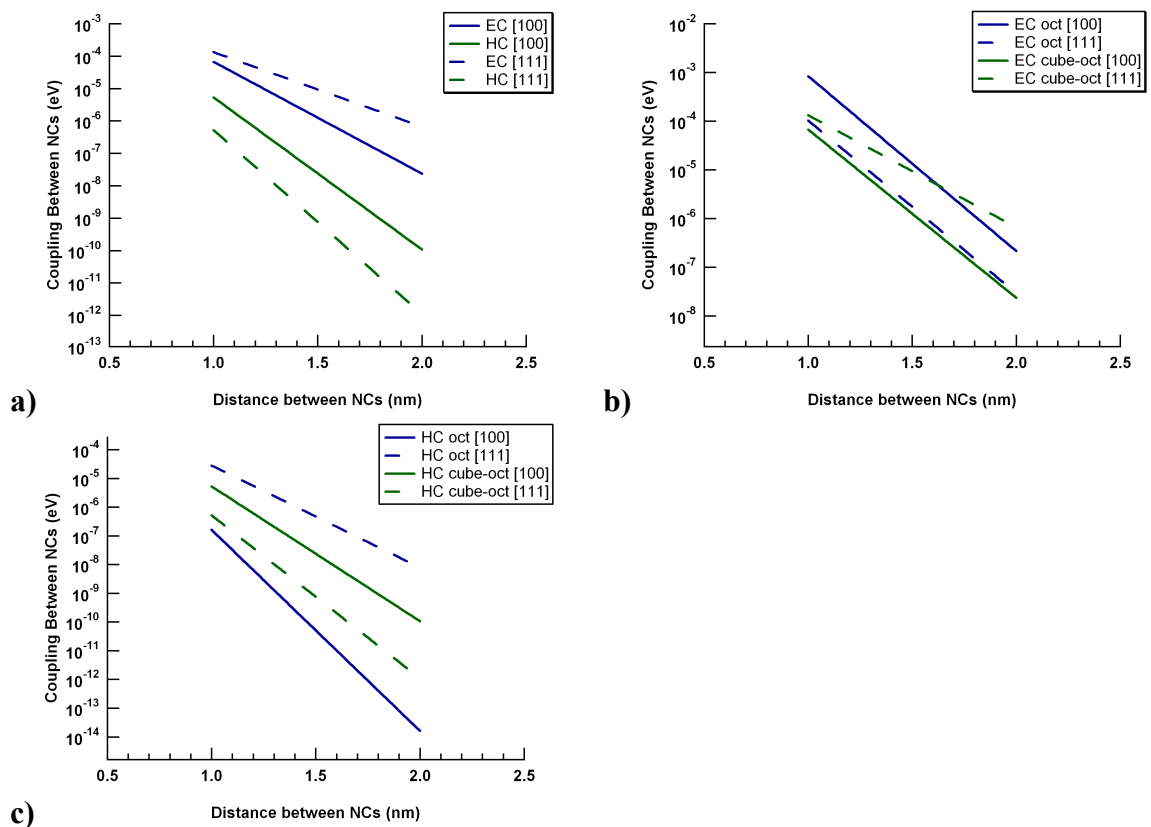 EC [100]
HC [100]
EC [111]
HC [111]
Coupling Between NCs (eV)
10-3
10-4
10-5
10-6
10-7
10-8
10-9
10-10
10-11
10-12
10-13
0.5 1.0 1.5 2.0 2.5
Distance between NCs (nm)
a)
EC oct [100]
EC oct [111]
EC cube-oct [100]
EC cube-oct [111]
Coupling Between NCs (eV)
10-2
10-3
10-4
10-5
10-6
10-7
10-8
0.5 1.0 1.5 2.0 2.5
Distance between NCs (nm)
b)
HC oct [100]
HC oct [111]
HC cube-oct [100]
HC cube-oct [111]
Coupling Between NCs (eV)
10-4
10-5
10-6
10-7
10-8
10-9
10-10
10-11
10-12
10-13
10-14
0.5 1.0 1.5 2.0 2.5
Distance between NCs (nm)
c)